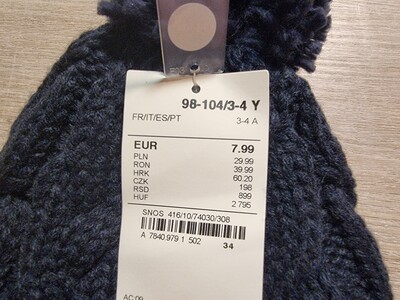 98-104/3-4 Y
FR/IT/ES/PT 3-4 A
EUR 7.99
PLN 29.99
RON 39.99
HRK 60.20
CZK 198
RSD 899
HUF 2 795
SNOS 416/10/74030/308
A 7840.979 1 502
34
AC.09